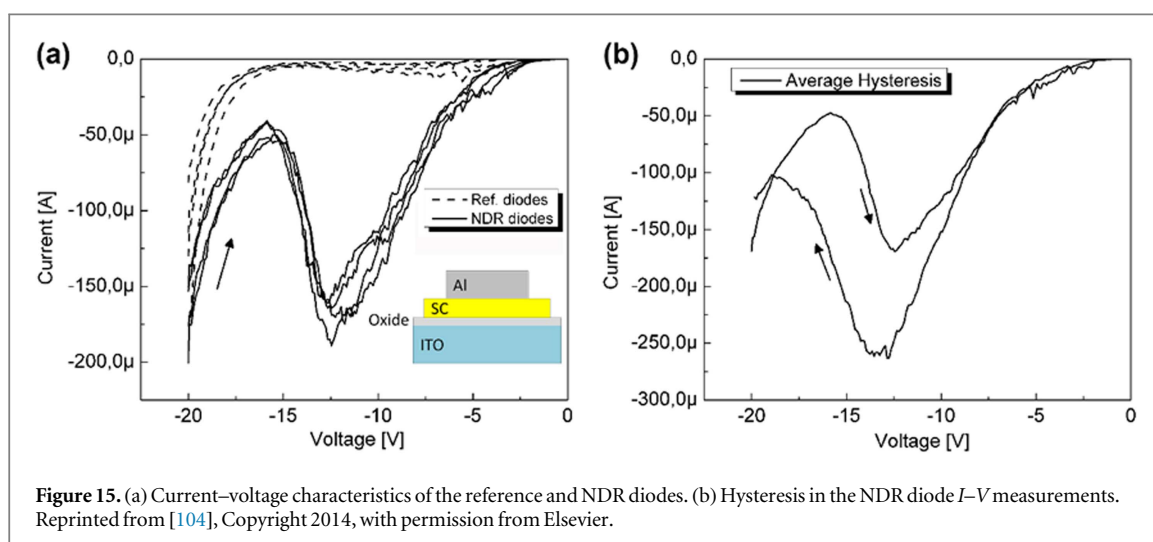 (a)
0,0
-50,0µ
-100,0µ
-150,0µ
-200,0µ
Current [A]
-20
-15
-10
-5
0
Voltage [V]
Ref. diodes
NDR diodes
Al
SC
Oxide
ITO
(b)
0,0
-50,0µ
-100,0µ
-150,0µ
-200,0µ
-250,0µ
-300,0µ
Current [A]
-20
-15
-10
-5
0
Voltage [V]
Average Hysteresis
Figure 15. (a) Current–voltage characteristics of the reference and NDR diodes. (b) Hysteresis in the NDR diode I–V measurements.
Reprinted from [104], Copyright 2014, with permission from Elsevier.